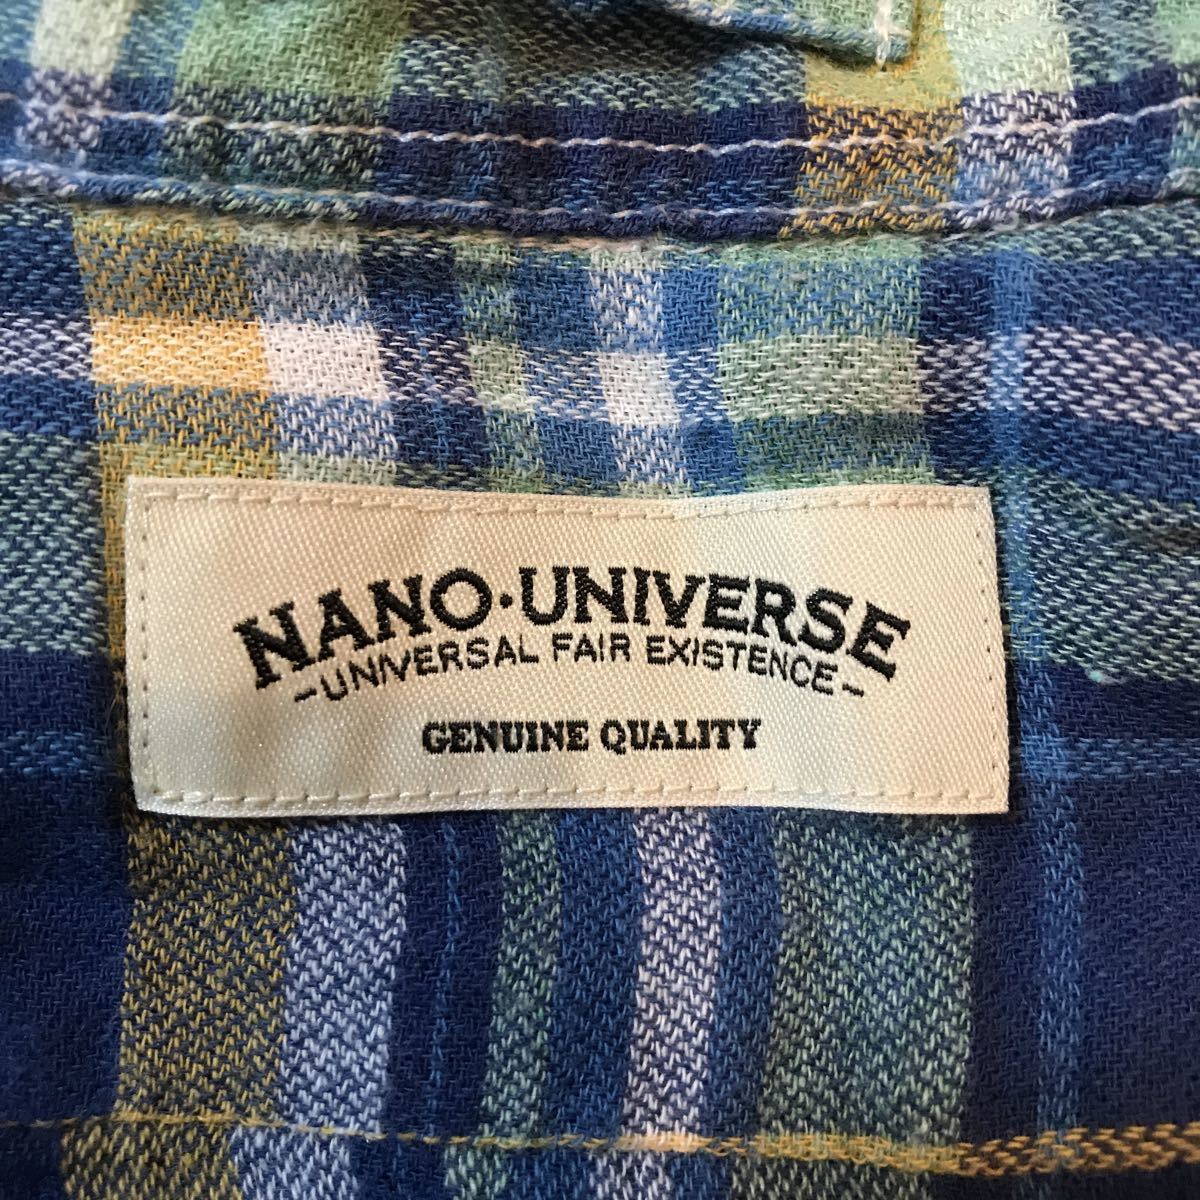 NANO·UNIVERSE
-UNIVERSAL FAIR EXISTENCE-
GENUINE QUALITY